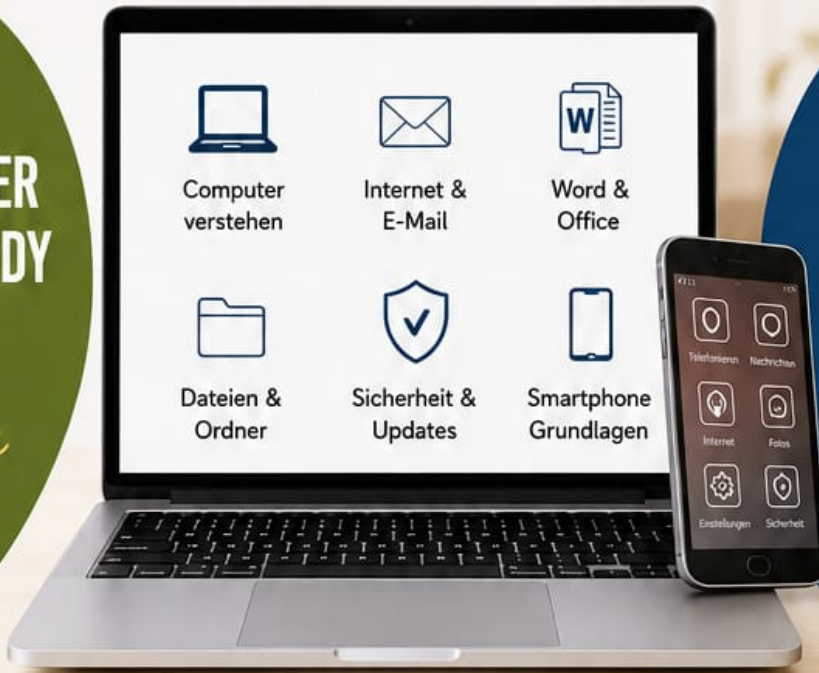 ER
DY
Computer
verstehen
Internet &
E-Mail
W
Word &
Office
Dateien &
Ordner
Sicherheit &
Updates
Smartphone
Grundlagen
Telefonieren
Nachrichten
Internet
Fotos
Einstellungen
Sicherheit